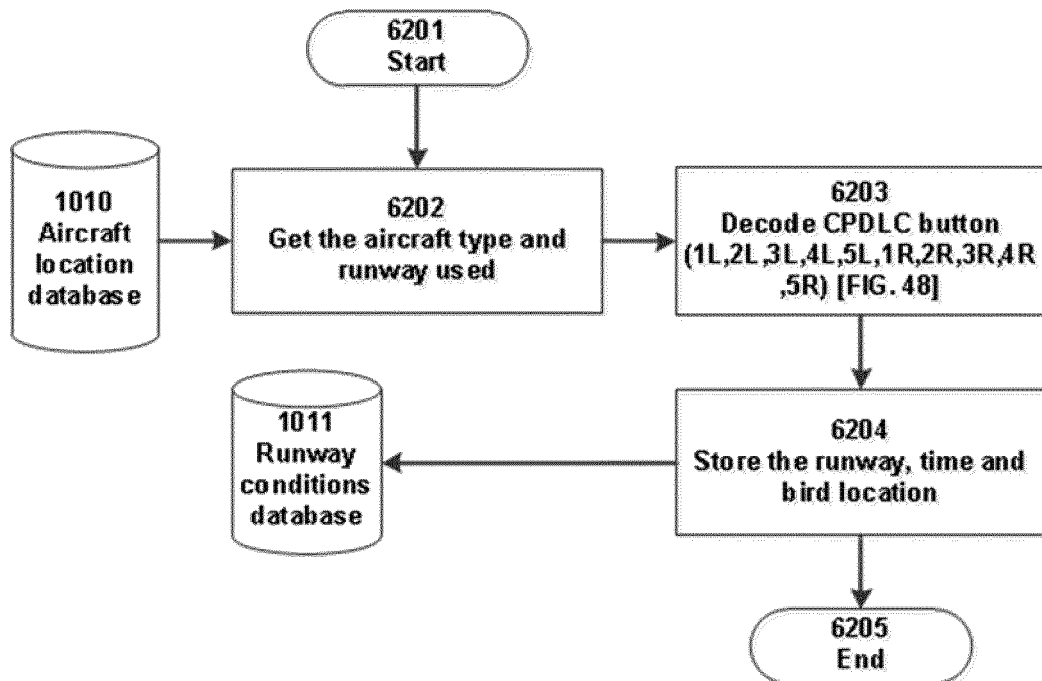 6201
Start
1010
Aircraft
location
database
6202
Get the aircraft type and
runway used
6203
Decode CPDLC button
(1L,2L,3L,4L,5L,1R,2R,3R,4R
,5R) [FIG. 48]
1011
Runway
conditions
database
6204
Store the runway, time and
bird location
6205
End